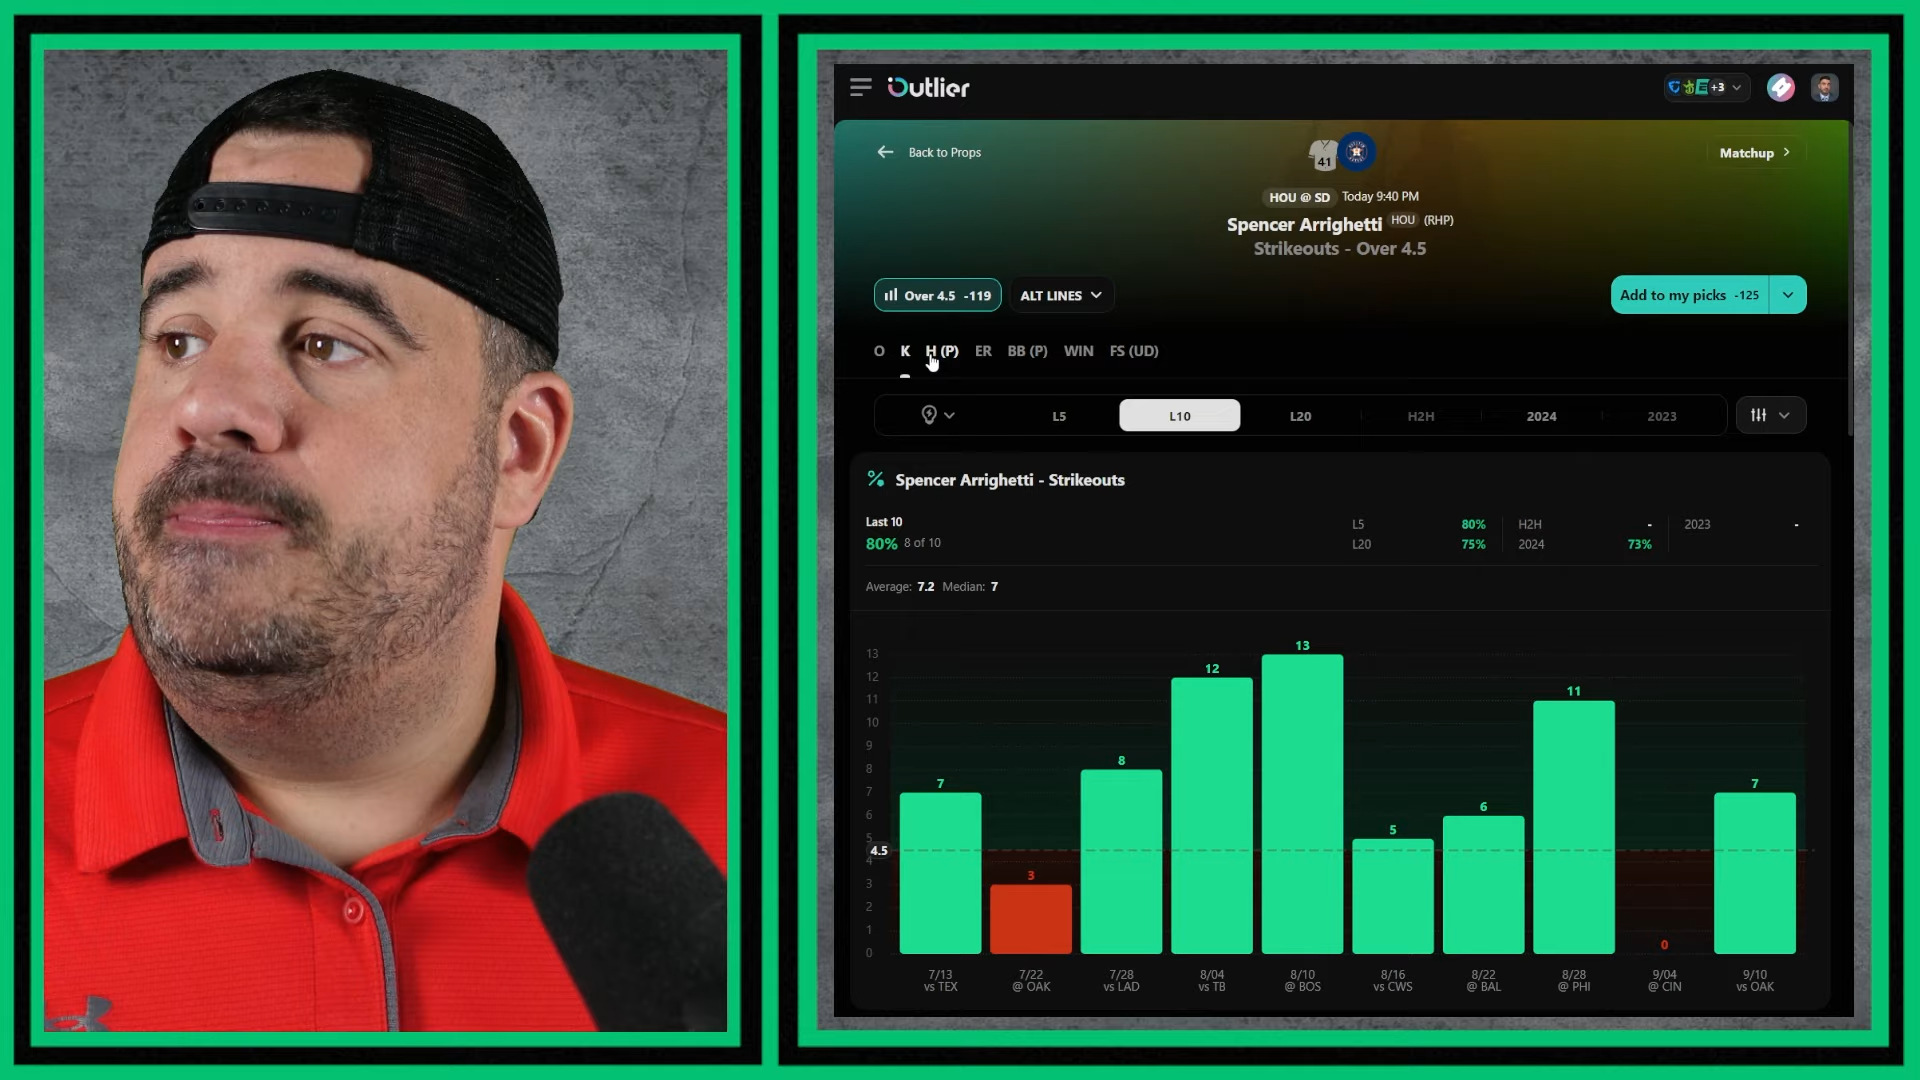 Outlier
+3
Back to Props
41
Matchup
HOU @ SD Today 9:40 PM
Spencer Arrighetti HOU (RHP)
Strikeouts - Over 4.5
Over 4.5 -119
ALT LINES
Add to my picks -125
O K H (P) ER BB (P) WIN FS (UD)
L5 L10 L20 H2H 2024 2023
Spencer Arrighetti - Strikeouts
Last 10
80% 8 of 10
L5 80% H2H - 2023 -
L20 75% 2024 73%
Average: 7.2 Median: 7
13
12
11
10
9
8
7
6
5
4.5
4
3
2
1
0
7 3 8 12 13 5 6 11 0 7
7/13 7/22 7/28 8/04 8/10 8/16 8/22 8/28 9/04 9/10
vs TEX @ OAK vs LAD vs TB @ BOS vs CWS @ BAL @ PHI @ CIN vs OAK